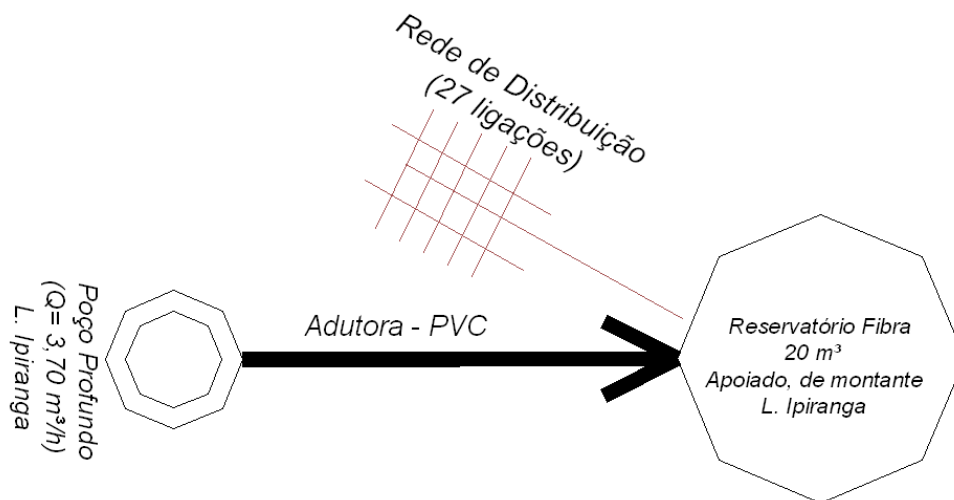 Rede de Distribuição
(27 ligações)
Poço Profundo
(Q= 3,70 m³/h)
L. Ipiranga
Adutora - PVC
Reservatório Fibra
20 m³
Apoiado, de montante
L. Ipiranga